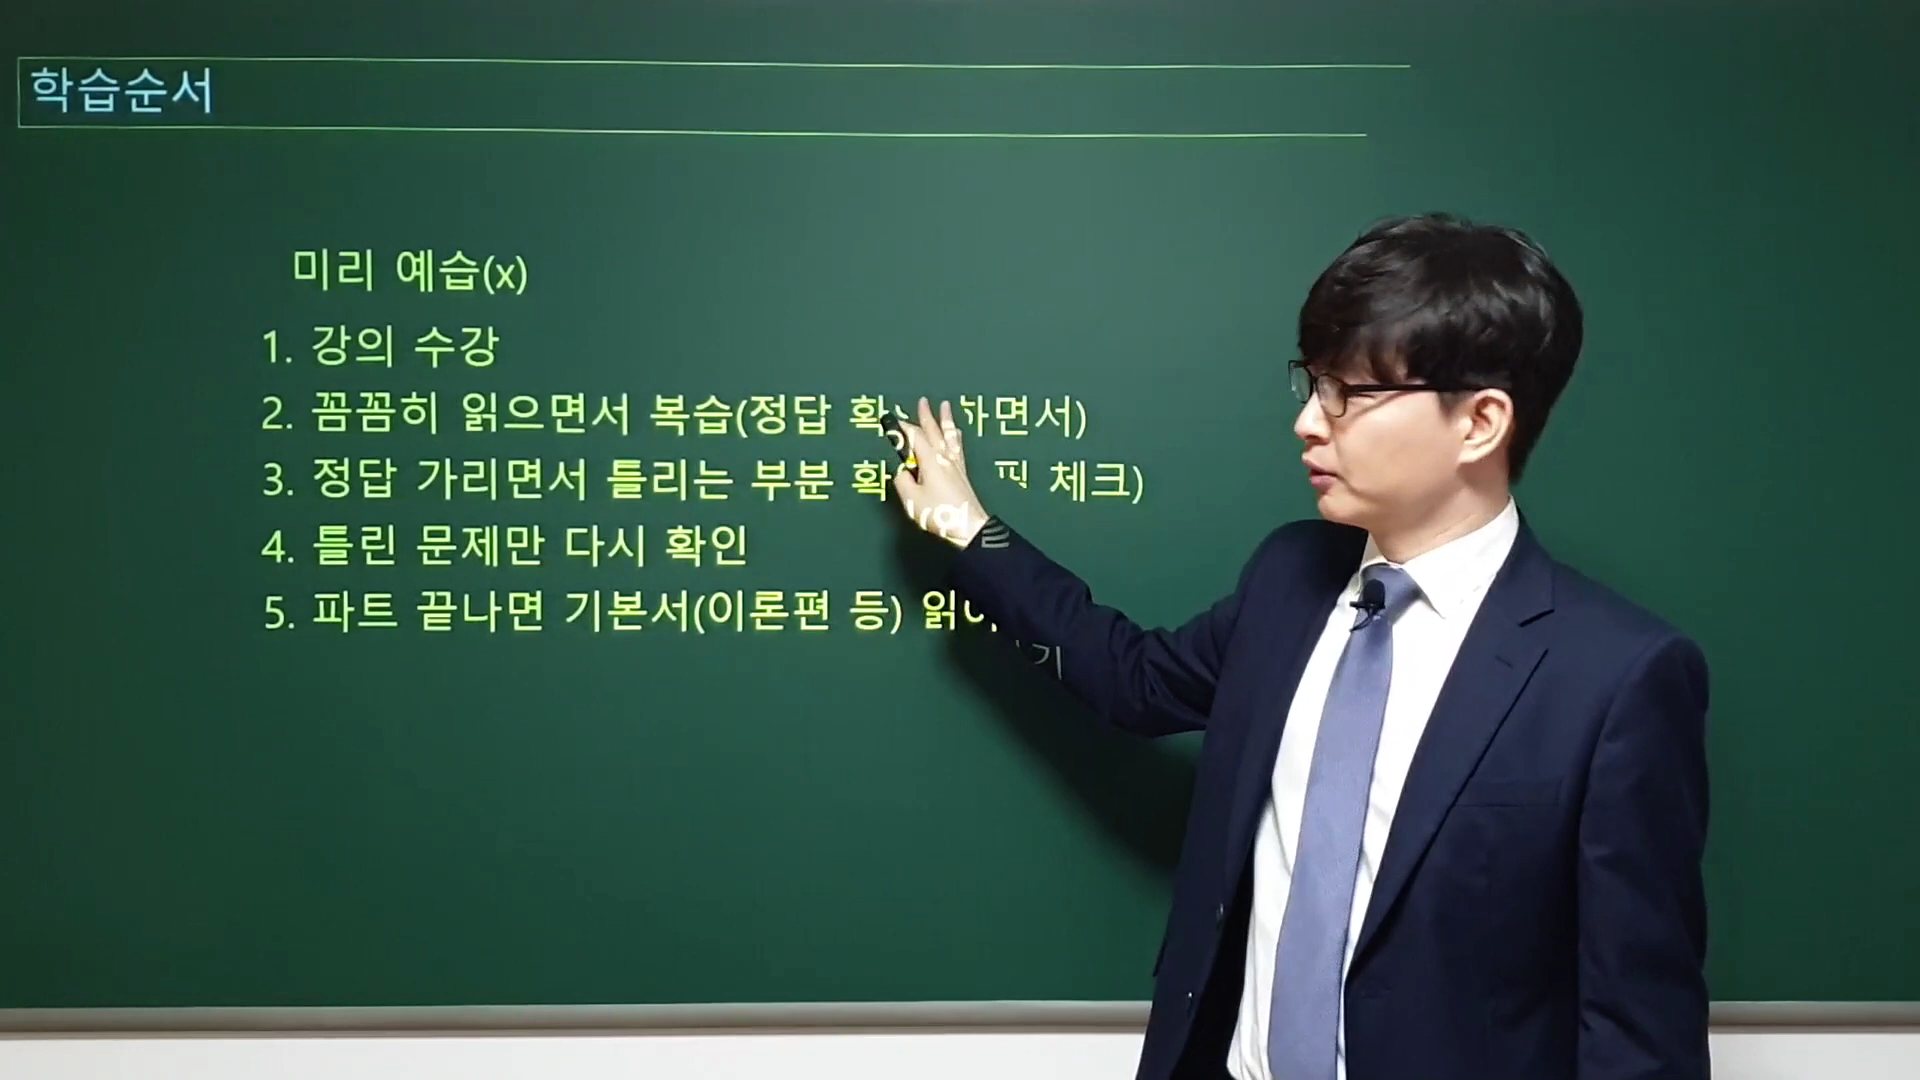 학습순서
미리 예습(x)
1. 강의 수강
2. 꼼꼼히 읽으면서 복습(정답 하면서)
3. 정답 가리면서 틀리는 부분 체크)
4. 틀린 문제만 다시 확인
5. 파트 끝나면 기본서(이론편 등)